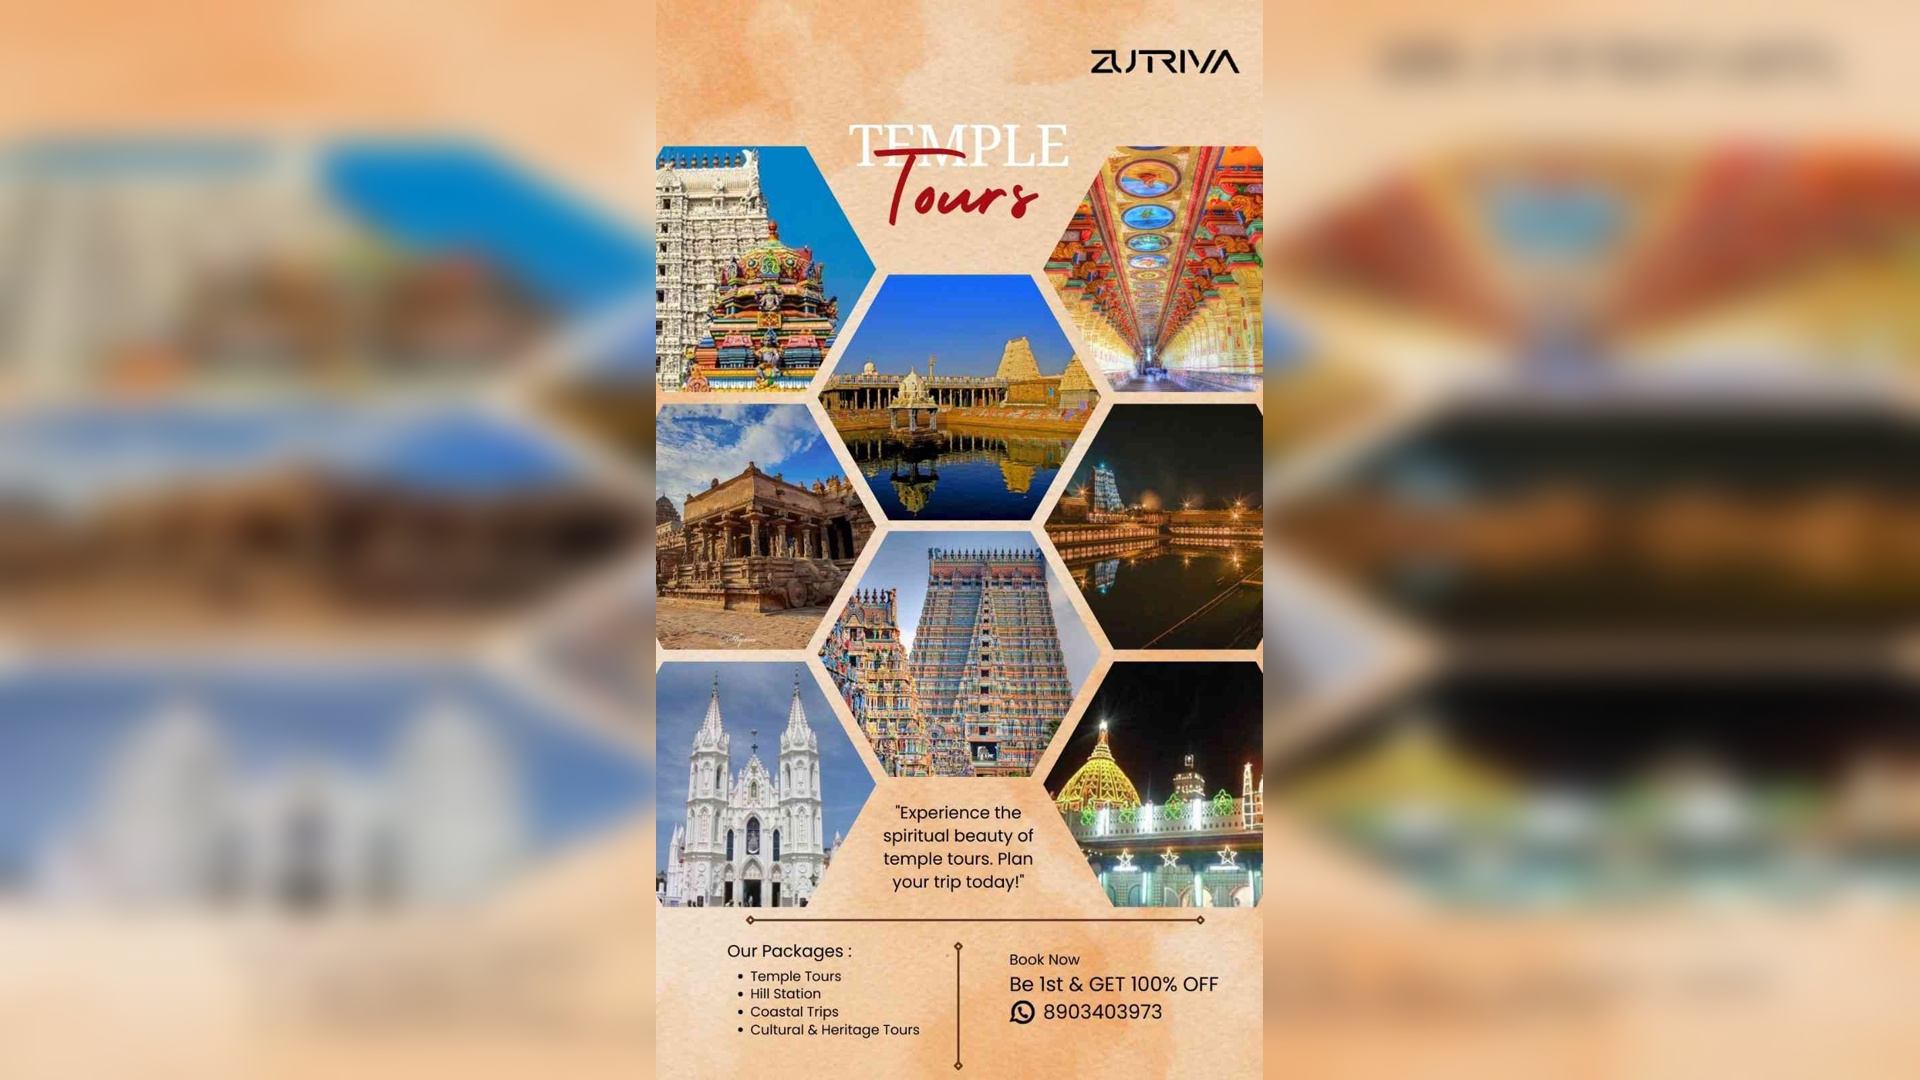 ZUTRIVA
TEMPLE
Tours
"Experience the
spiritual beauty of
temple tours. Plan
your trip today!"
Our Packages :
• Temple Tours
• Hill Station
• Coastal Trips
• Cultural & Heritage Tours
Book Now
Be 1st & GET 100% OFF
8903403973